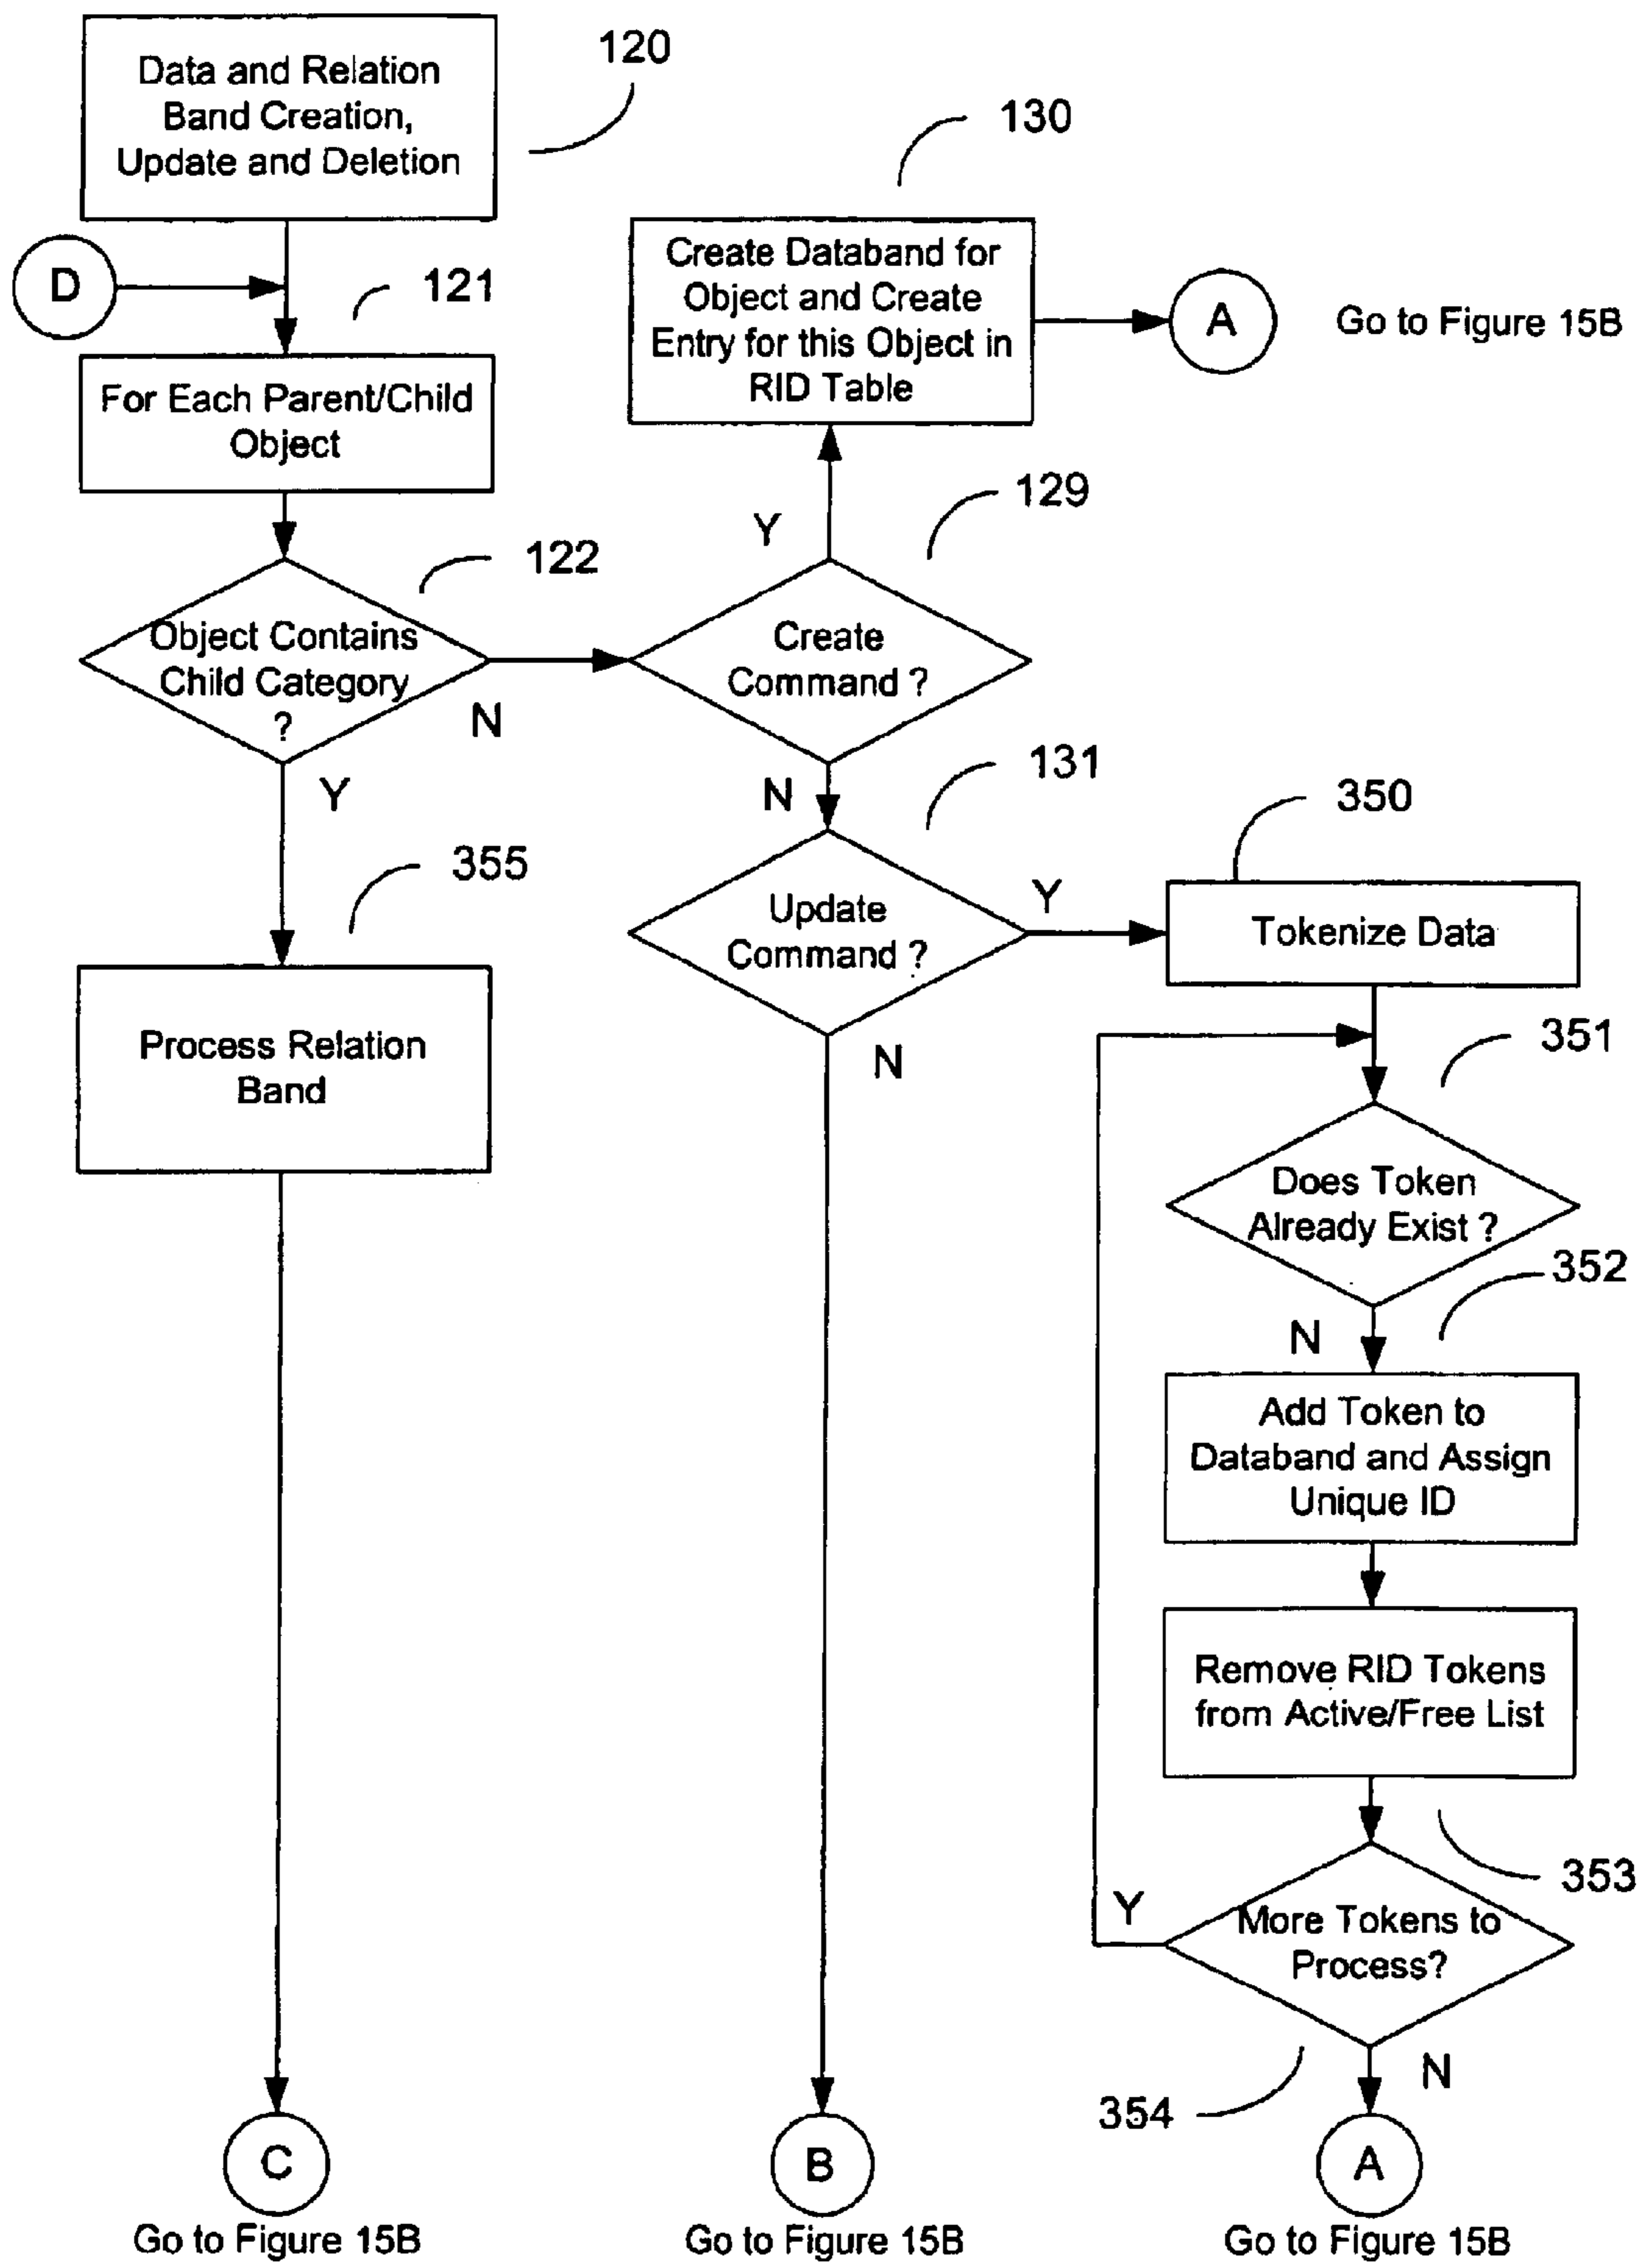 Data and Relation
Band Creation,
Update and Deletion
120
130
D
121
Create Databand for
Object and Create
Entry for this Object in
RID Table
A
Go to Figure 15B
For Each Parent/Child
Object
Y
129
122
Object Contains
Child Category
?
N
Create
Command ?
Y
N
131
350
355
Update
Command ?
Y
Tokenize Data
N
Process Relation
Band
351
Does Token
Already Exist ?
352
N
Add Token to
Databand and Assign
Unique ID
Remove RID Tokens
from Active/Free List
353
Y
More Tokens to
Process?
354
N
C
B
A
Go to Figure 15B
Go to Figure 15B
Go to Figure 15B